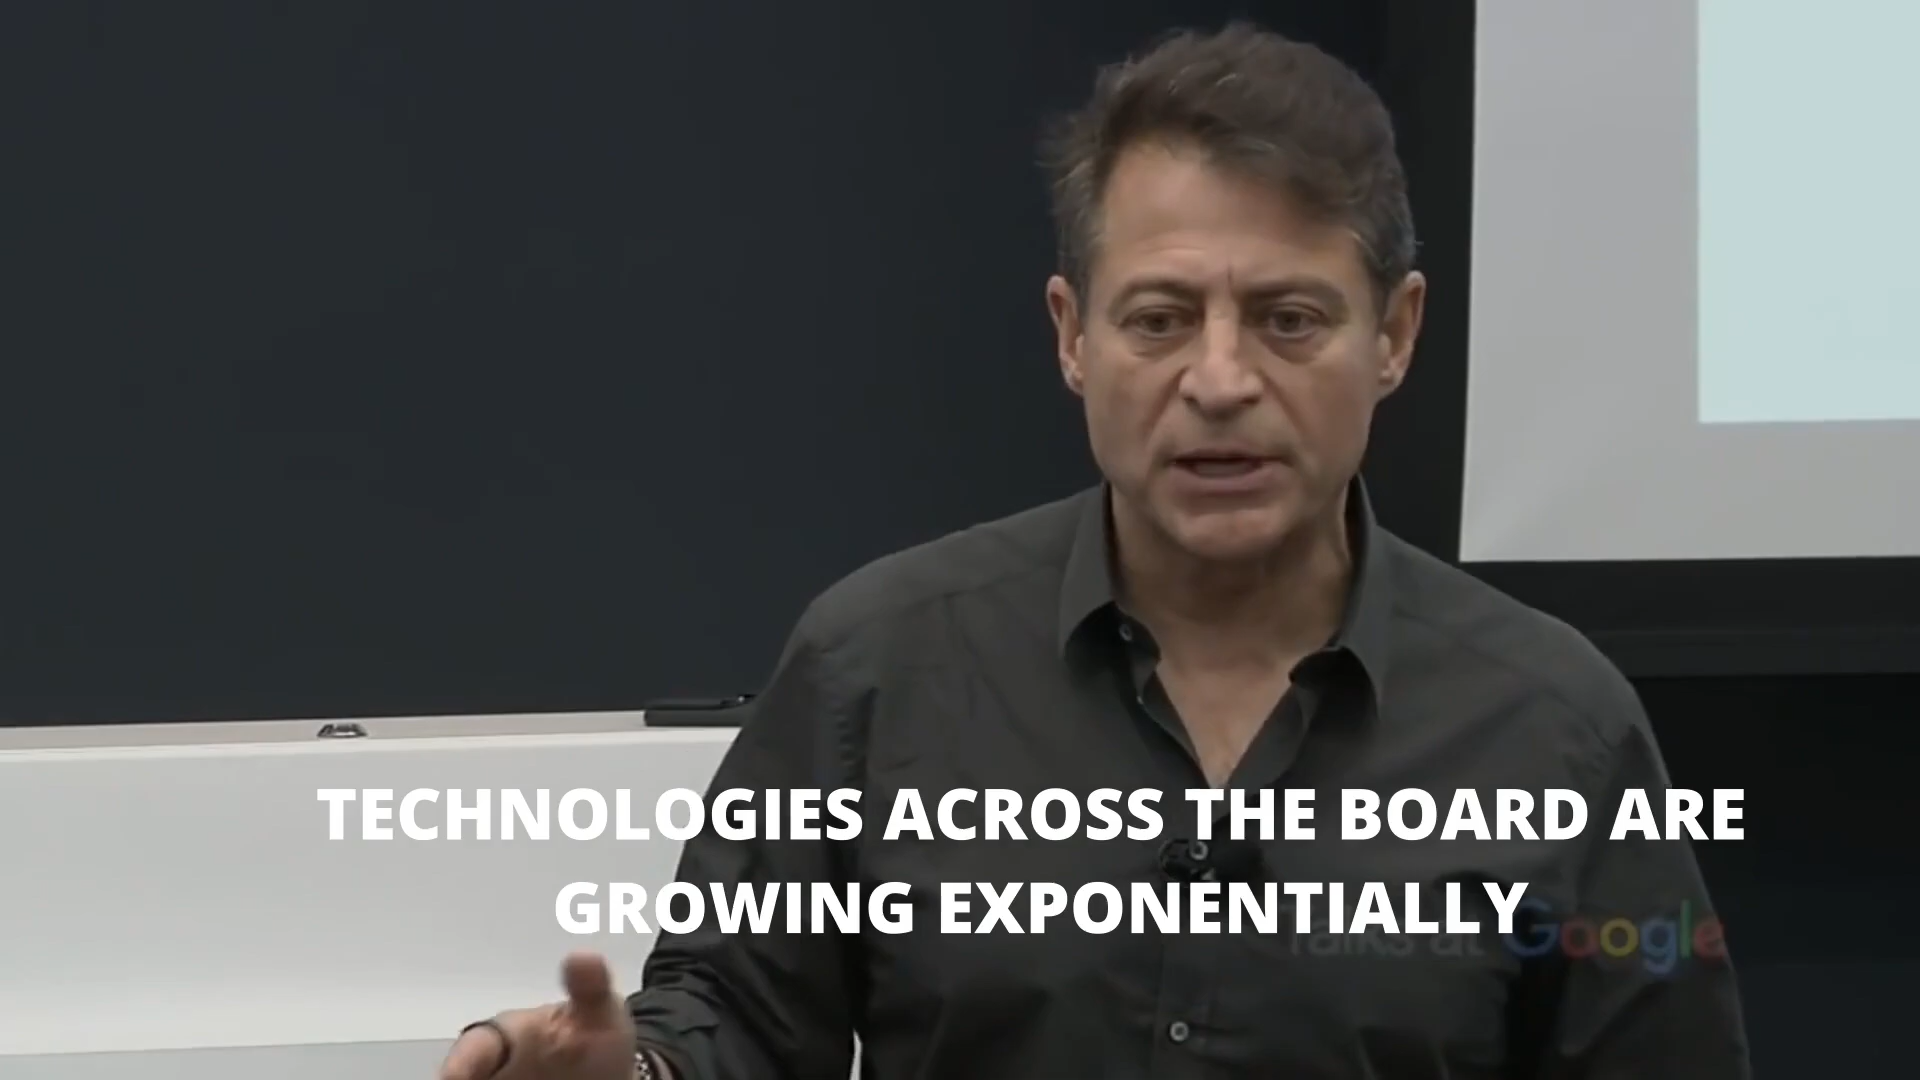 TECHNOLOGIES ACROSS THE BOARD ARE
GROWING EXPONENTIALLY
Talks at Google